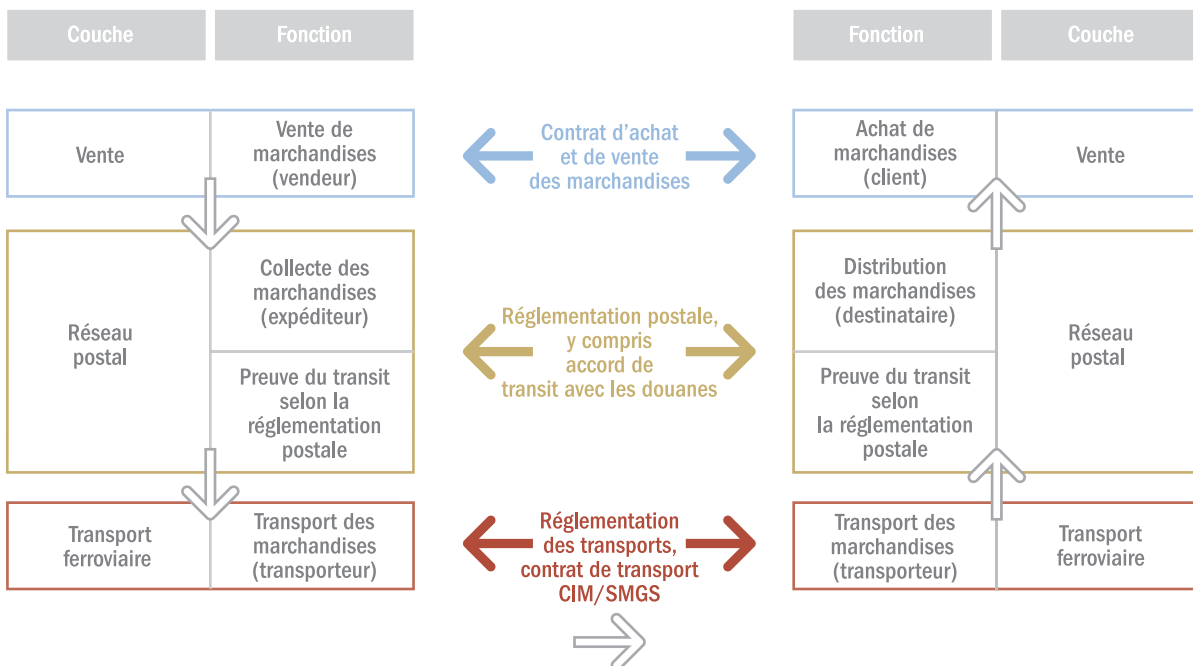 Couche
Fonction
Fonction
Couche
Vente
Vente de
marchandises
(vendeur)
Contrat d’achat
et de vente
des marchandises
Achat de
marchandises
(client)
Vente
Réseau
postal
Collecte des
marchandises
(expéditeur)
Preuve du transit
selon la
réglementation
postale
Réglementation postale,
y compris
accord de
transit avec les douanes
Distribution
des marchandises
(destinataire)
Preuve du transit
selon
la réglementation
postale
Réseau
postal
Transport
ferroviaire
Transport des
marchandises
(transporteur)
Réglementation
des transports,
contrat de transport
CIM/SMGS
Transport des
marchandises
(transporteur)
Transport
ferroviaire